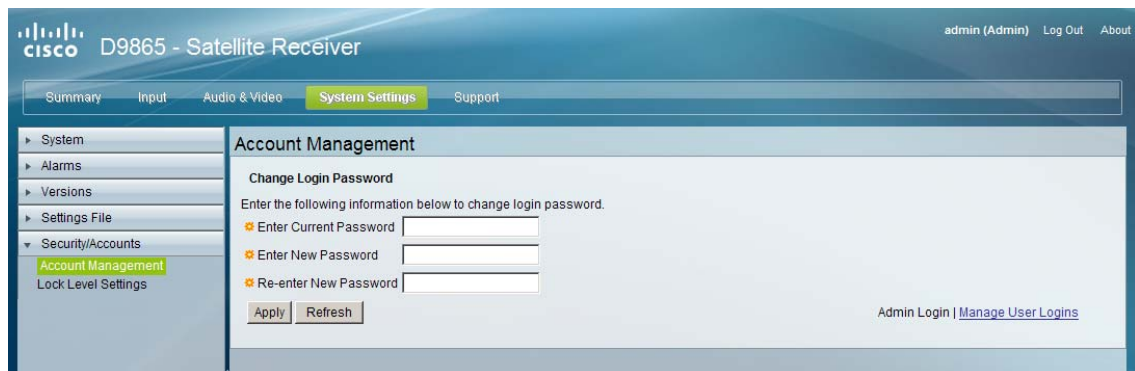 CISCO D9865 - Satellite Receiver
admin (Admin) Log Out About
Summary Input Audio & Video System Settings Support
System
Alarms
Versions
Settings File
Security/Accounts
Account Management
Lock Level Settings
Account Management
Change Login Password
Enter the following information below to change login password.
Enter Current Password
Enter New Password
Re-enter New Password
Apply Refresh
Admin Login | Manage User Logins